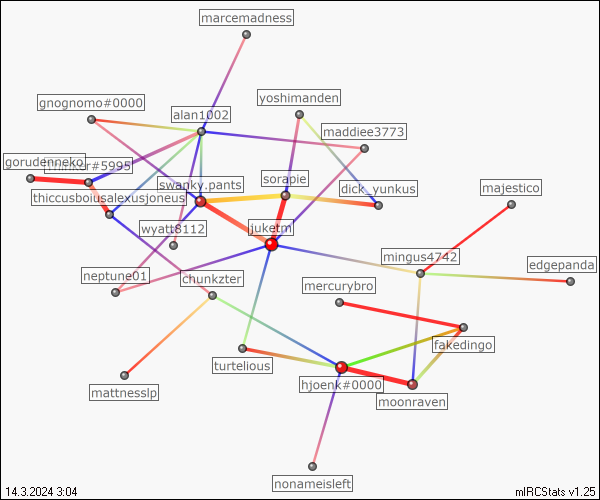 marcemadness
gnognomo#0000
yoshimanden
alan1002
maddiee3773
gorudenneko
#5995
sorapie
swanky.pants
dick_yunkus
majestico
thiccusboiusalexusjoneus
wyatt8112
juketm
mingus4742
edgepanda
neptune01
chunkzter
mercurybro
fakedingo
turtelious
hjoenk#0000
mattnesslp
moonraven
nonameisleft
14.3.2024 3:04
mIRCStats v1.25